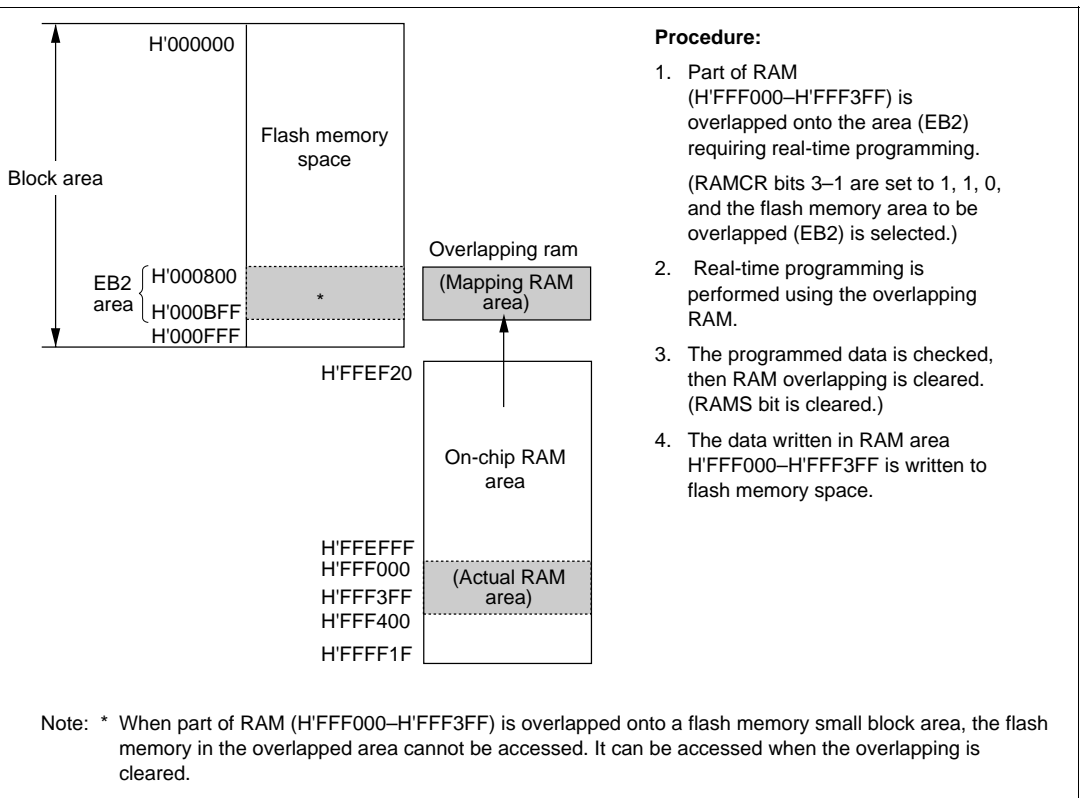 H'000000
Flash memory
space
Block area
EB2
area
H'000800
H'000BFF
H'000FFF
*
Overlapping ram
(Mapping RAM
area)
H'FFEF20
On-chip RAM
area
H'FFEFFF
H'FFF000
H'FFF3FF
H'FFF400
H'FFFF1F
(Actual RAM
area)
Procedure:
1. Part of RAM
(H'FFF000–H'FFF3FF) is
overlapped onto the area (EB2)
requiring real-time programming.
(RAMCR bits 3–1 are set to 1, 1, 0,
and the flash memory area to be
overlapped (EB2) is selected.)
2. Real-time programming is
performed using the overlapping
RAM.
3. The programmed data is checked,
then RAM overlapping is cleared.
(RAMS bit is cleared.)
4. The data written in RAM area
H'FFF000–H'FFF3FF is written to
flash memory space.
Note: * When part of RAM (H'FFF000–H'FFF3FF) is overlapped onto a flash memory small block area, the flash
memory in the overlapped area cannot be accessed. It can be accessed when the overlapping is
cleared.